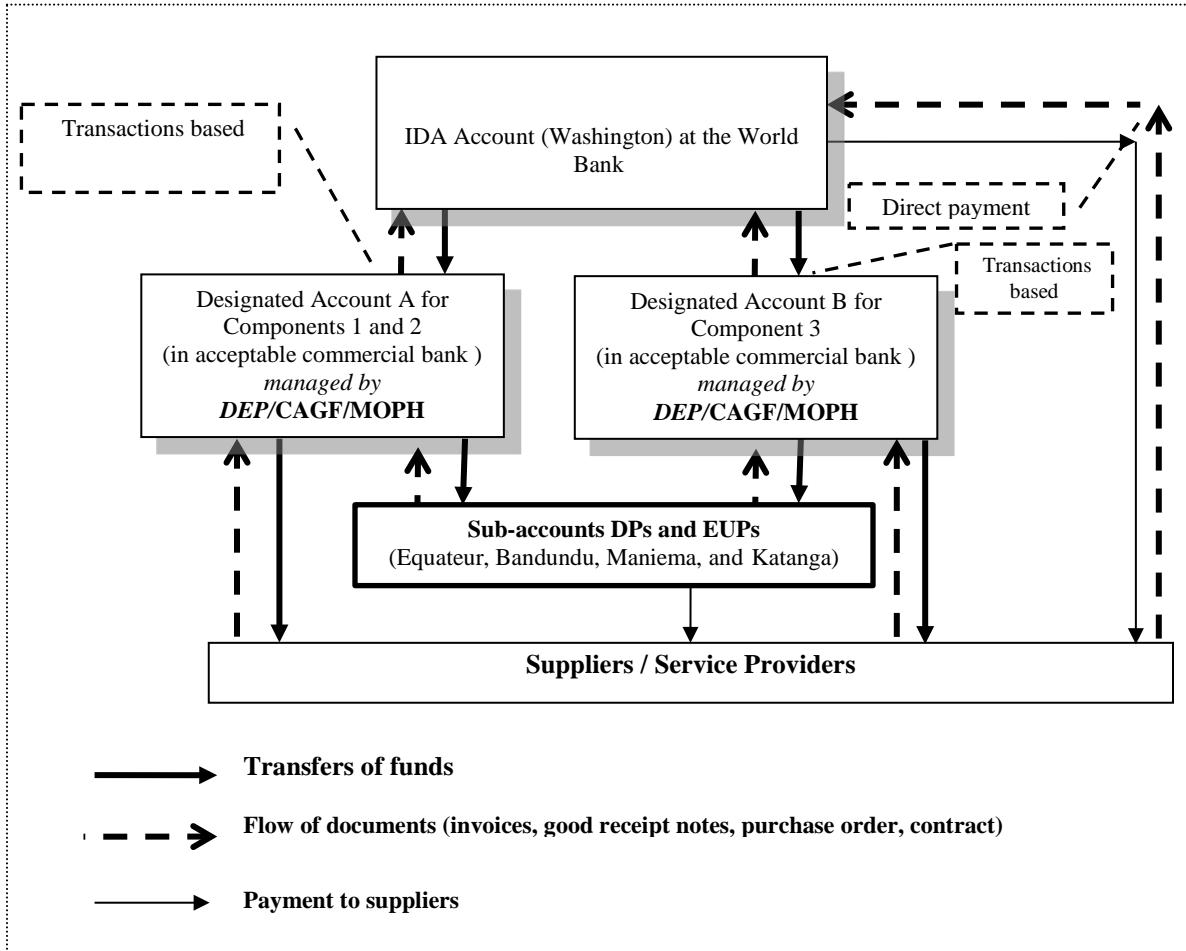 Transactions based
IDA Account (Washington) at the World
Bank
Direct payment
Transactions
based
Designated Account A for
Components 1 and 2
(in acceptable commercial bank )
managed by
DEP/CAGF/MOPH
Designated Account B for
Component 3
(in acceptable commercial bank )
managed by
DEP/CAGF/MOPH
Sub-accounts DPs and EUPs
(Equateur, Bandundu, Maniema, and Katanga)
Suppliers / Service Providers
Transfers of funds
Flow of documents (invoices, good receipt notes, purchase order, contract)
Payment to suppliers